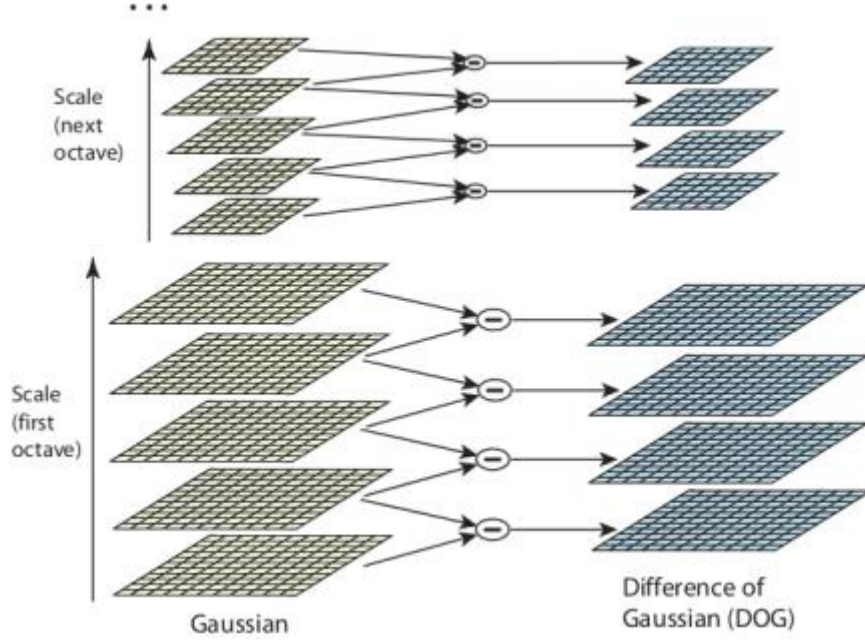 ...
Scale
(next
octave)
Scale
(first
octave)
Gaussian
Difference of
Gaussian (DOG)